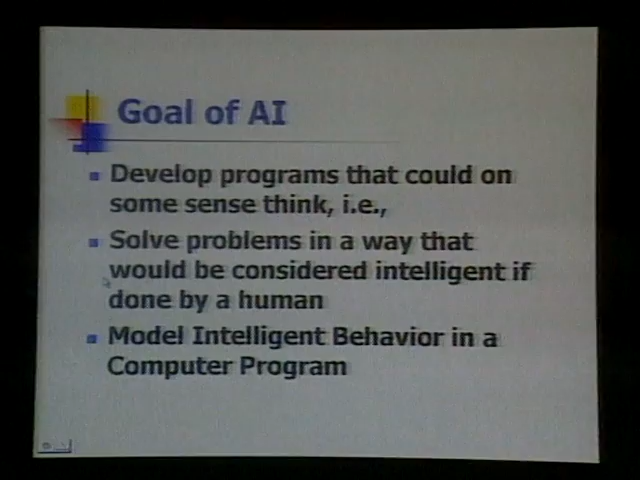 Goal of AI
Develop programs that could on
some sense think, i.e.,
Solve problems in a way that
would be considered intelligent if
done by a human
Model Intelligent Behavior in a
Computer Program